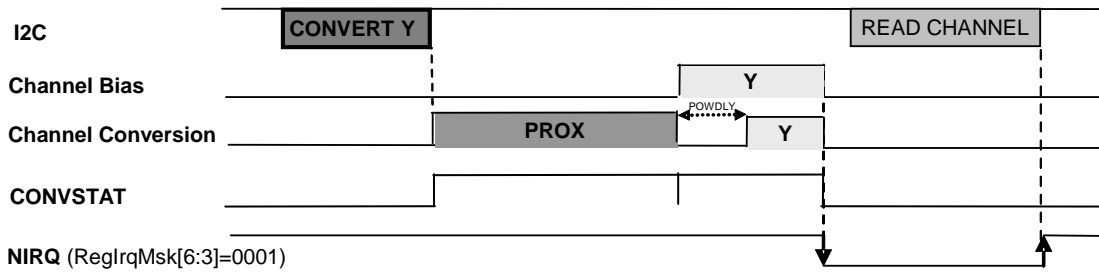 I2C
CONVERT Y
READ CHANNEL
Channel Bias
Y
POWDLY
Channel Conversion
PROX
Y
CONVSTAT
NIRQ (RegIrqMsk[6:3]=0001)